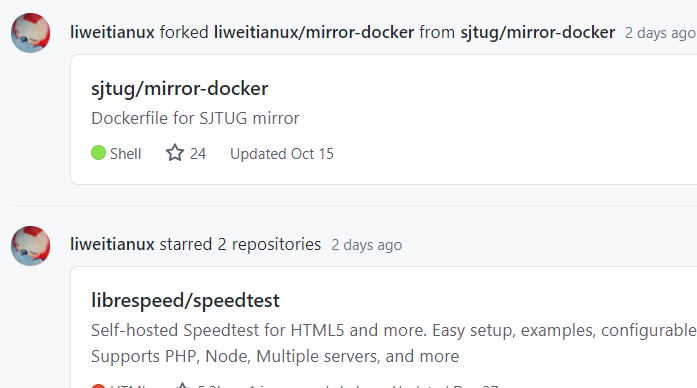 liweitianux forked liweitianux/mirror-docker from sjtug/mirror-docker 2 days ago
sjtug/mirror-docker
Dockerfile for SJTUG mirror
Shell 24 Updated Oct 15
liweitianux starred 2 repositories 2 days ago
librespeed/speedtest
Self-hosted Speedtest for HTML5 and more. Easy setup, examples, configurable
Supports PHP, Node, Multiple servers, and more